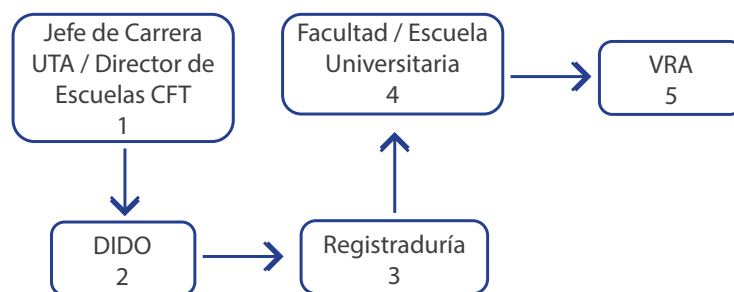 Jefe de Carrera
UTA / Director de
Escuelas CFT
1
DIDO
2
Registraduría
3
Facultad / Escuela
Universitaria
4
VRA
5